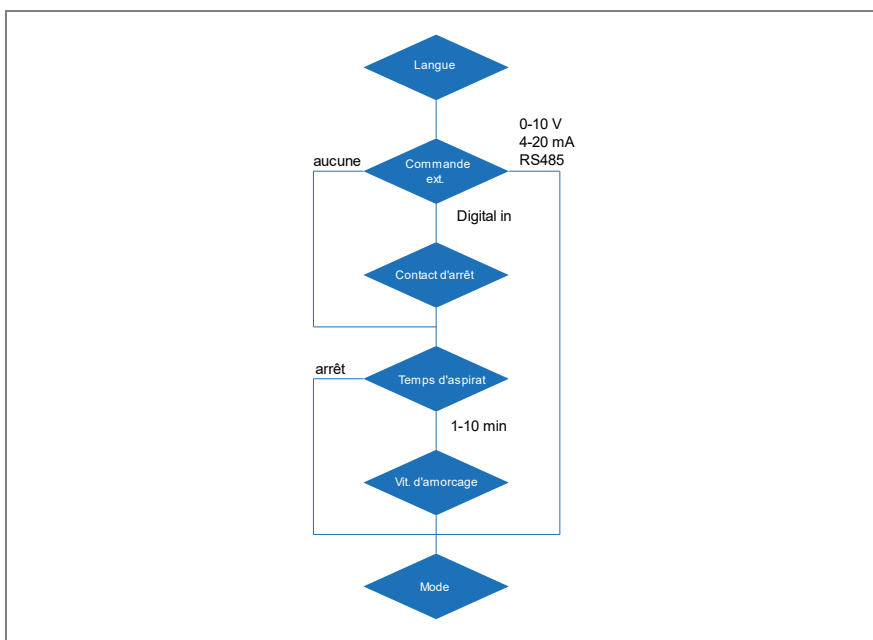 Langue
0-10 V
4-20 mA
RS485
aucune
Commande
ext.
Digital in
Contact d'arrêt
arrêt
Temps d'aspirat
1-10 min
Vit. d'amorcage
Mode